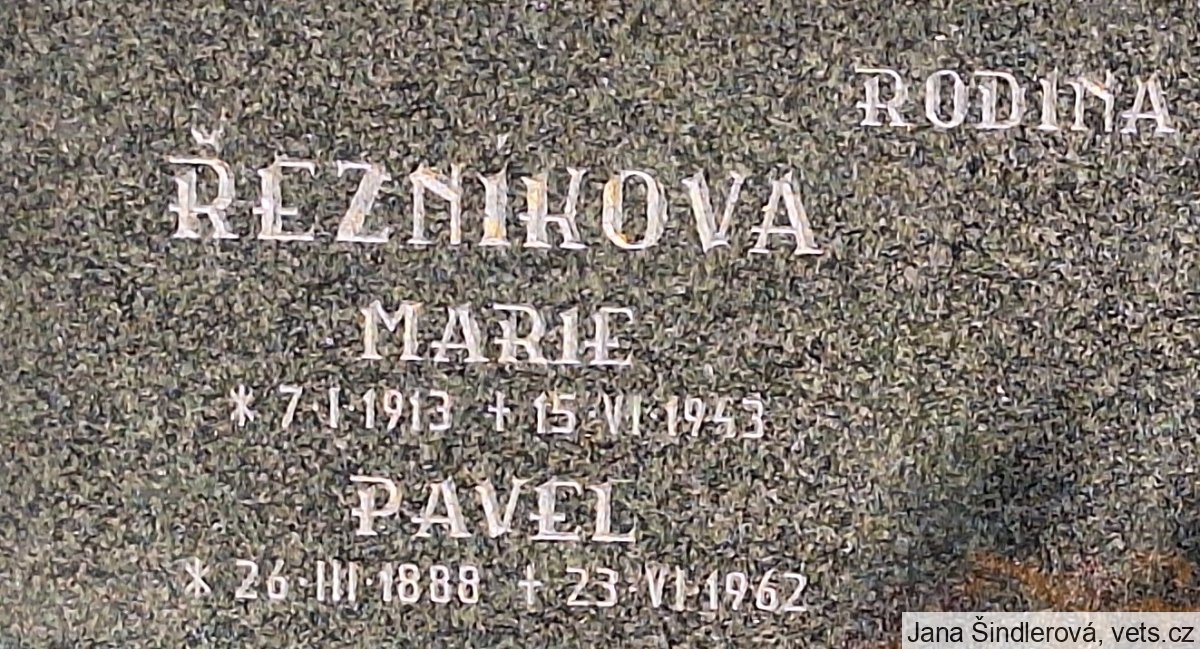 RODINA
ŘEZNÍKOVA
MARIE
* 7·I·1913 + 15·VI·1943
PAVEL
* 26·III·1888 + 23·VI·1962
Jana Šindlerová, vets.cz